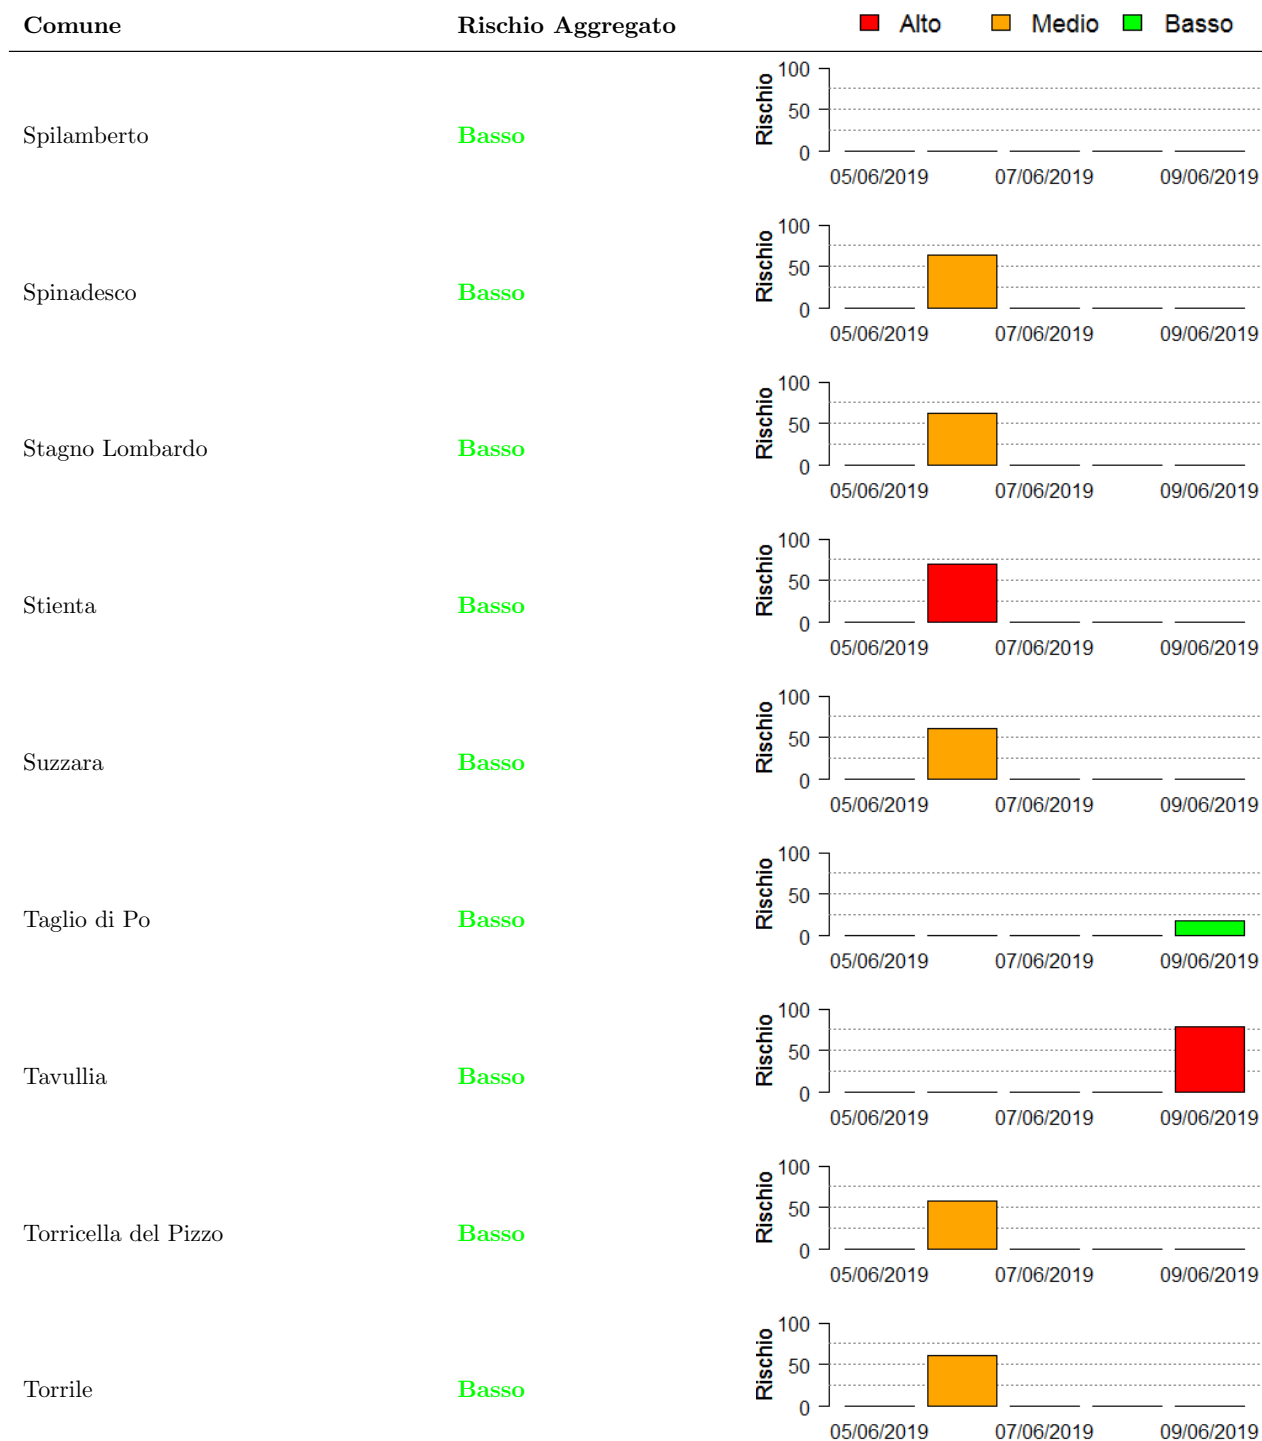 Comune Rischio Aggregato Alto Medio Basso
100
50
0
Rischio
Spilamberto Basso
05/06/2019 07/06/2019 09/06/2019
100
50
0
Rischio
Spinadesco Basso
05/06/2019 07/06/2019 09/06/2019
100
50
0
Rischio
Stagno Lombardo Basso
05/06/2019 07/06/2019 09/06/2019
100
50
0
Rischio
Stienta Basso
05/06/2019 07/06/2019 09/06/2019
100
50
0
Rischio
Suzzara Basso
05/06/2019 07/06/2019 09/06/2019
100
50
0
Rischio
Taglio di Po Basso
05/06/2019 07/06/2019 09/06/2019
100
50
0
Rischio
Tavullia Basso
05/06/2019 07/06/2019 09/06/2019
100
50
0
Rischio
Torricella del Pizzo Basso
05/06/2019 07/06/2019 09/06/2019
100
50
0
Rischio
Torrile Basso
05/06/2019 07/06/2019 09/06/2019